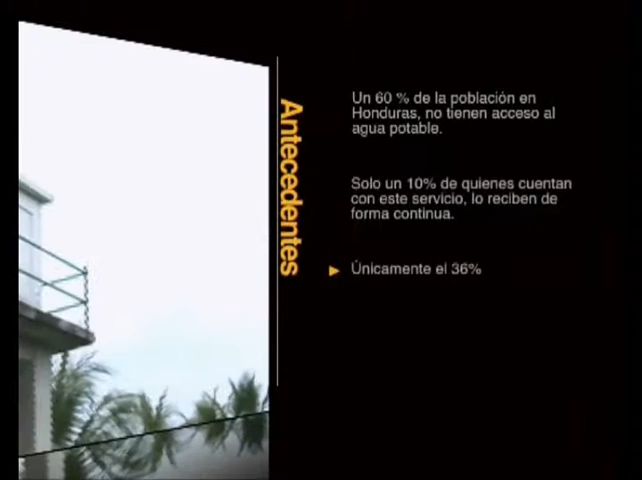 Antecedentes
Un 60 % de la población en
Honduras, no tienen acceso al
agua potable.
Solo un 10% de quienes cuentan
con este servicio, lo reciben de
forma continua.
Únicamente el 36%